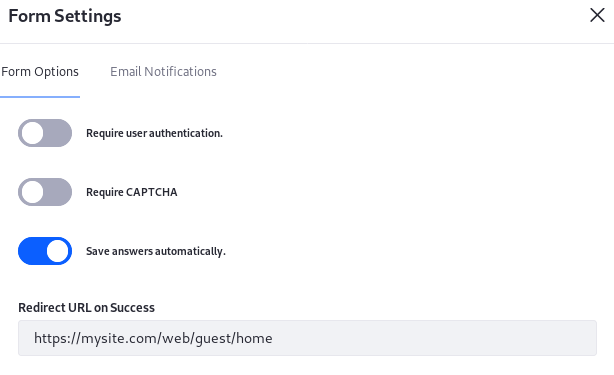 Form Settings
Form Options
Email Notifications
Require user authentication.
Require CAPTCHA
Save answers automatically.
Redirect URL on Success
https://mysite.com/web/guest/home